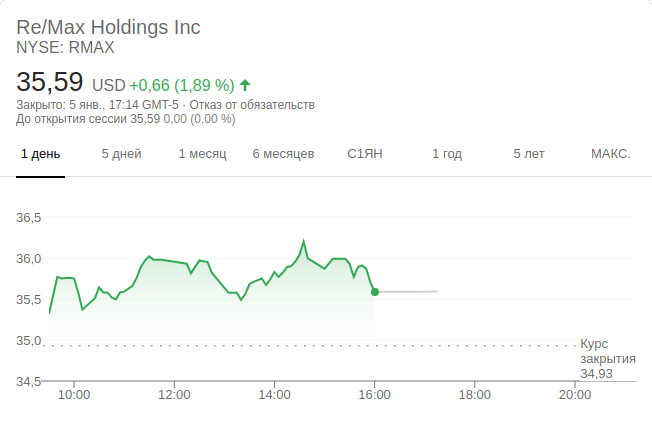 Re/Max Holdings Inc
NYSE: RMAX
35,59 USD +0,66 (1,89 %)
Закрыто: 5 янв., 17:14 GMT-5 · Отказ от обязательств
До открытия сессии 35,59 0,00 (0,00 %)
1 день 5 дней 1 месяц 6 месяцев С1ЯН 1 год 5 лет МАКС.
36,5
36,0
35,5
35,0
Курс
закрытия
34,93
34,5
10:00 12:00 14:00 16:00 18:00 20:00